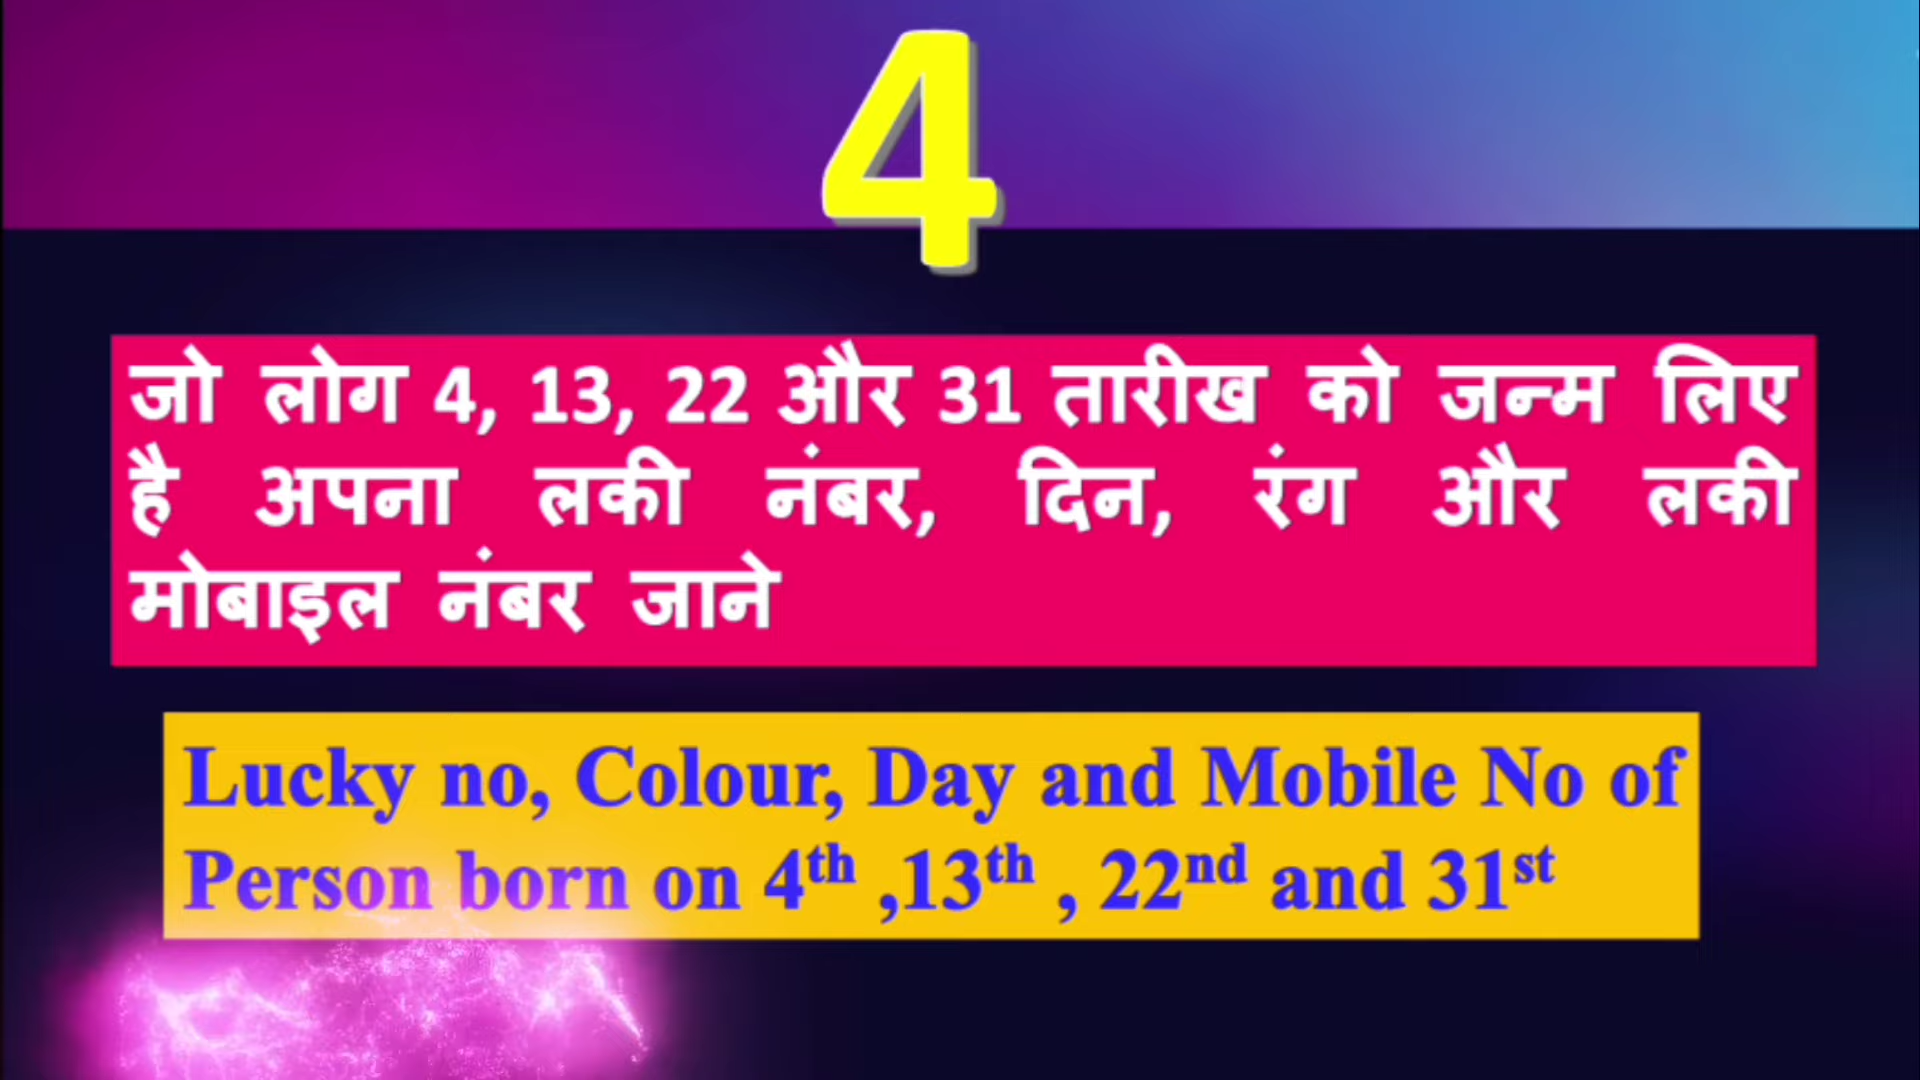 4
जो लोग 4, 13, 22 और 31 तारीख को जन्म लिए
है अपना लकी नंबर, दिन, रंग और लकी
मोबाइल नंबर जाने
Lucky no, Colour, Day and Mobile No of
Person born on 4th ,13th , 22nd and 31st